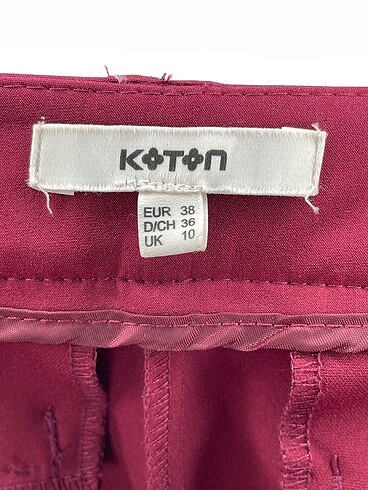 KOTON
EUR 38
D/CH 36
UK 10